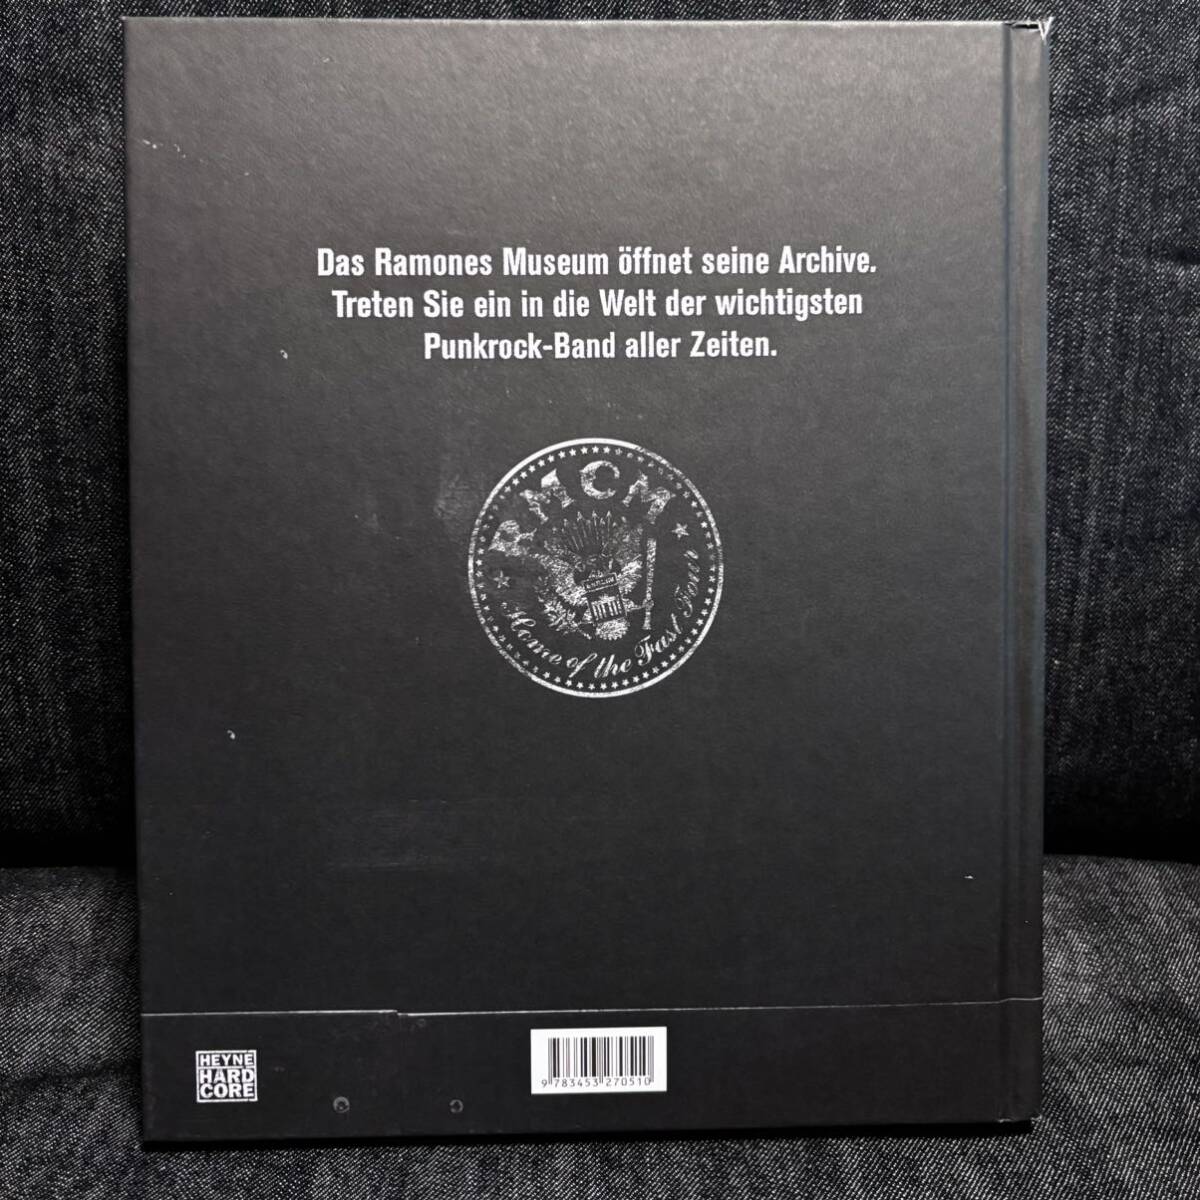 Das Ramones Museum öffnet seine Archive.
Treten Sie ein in die Welt der wichtigsten
Punkrock-Band aller Zeiten.
RMCM
Home of the Fast Four
HEYNE
HARD
CORE
9 783453 270510